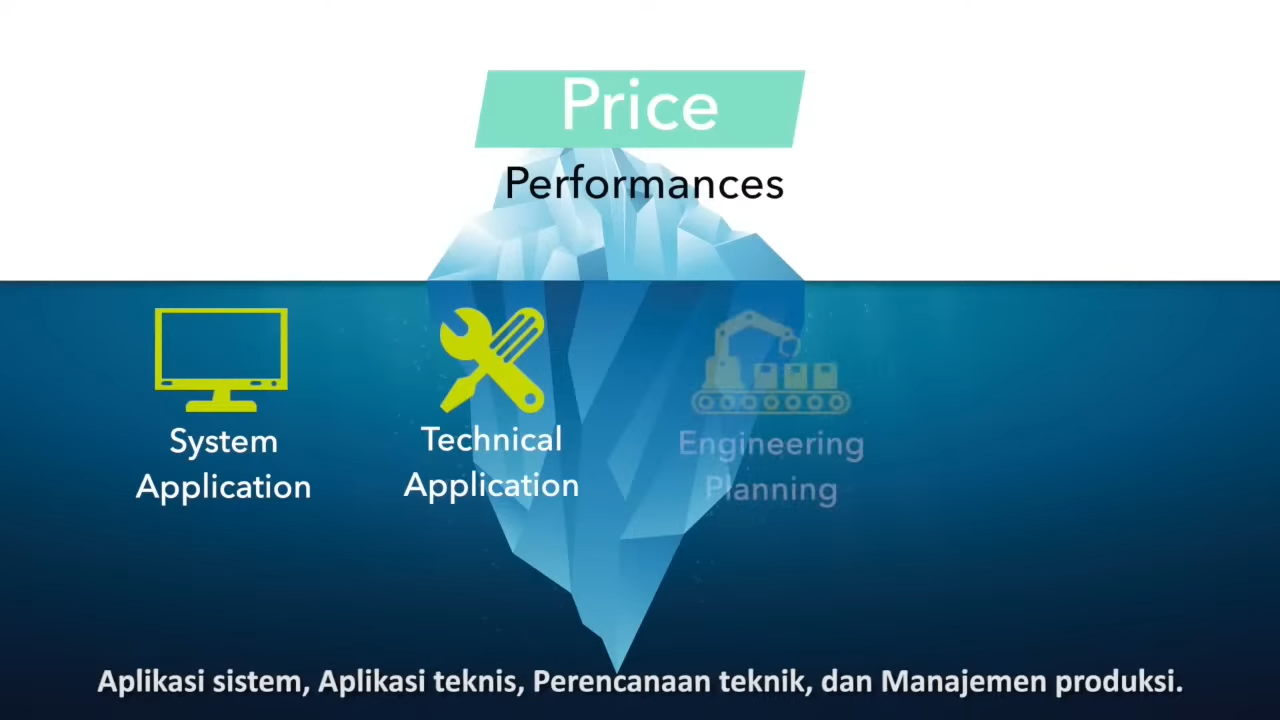 Price
Performances
System
Application
Technical
Application
Engineering
Planning
Aplikasi sistem, Aplikasi teknis, Perencanaan teknik, dan Manajemen produksi.